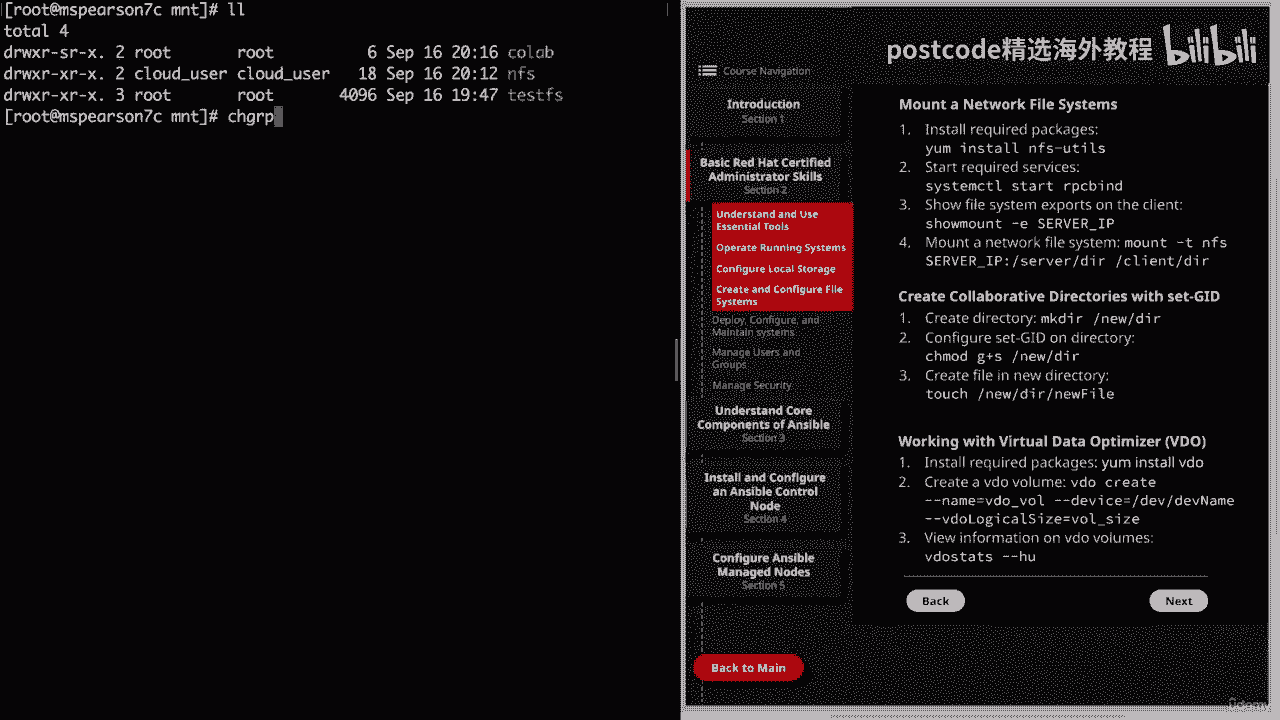 [root@mspearson7c mnt]# ll
total 4
drwxr-sr-x. 2 root       root          6 Sep 16 20:16 colab
drwxr-xr-x. 2 cloud_user cloud_user   18 Sep 16 20:12 nfs
drwxr-xr-x. 3 root       root       4096 Sep 16 19:47 testfs
[root@mspearson7c mnt]# chgrp
postcode精选海外教程 bilibili
Course Navigation
Introduction
Section 1
Basic Red Hat Certified
Administrator Skills
Section 2
Understand and Use
Essential Tools
Operate Running Systems
Configure Local Storage
Create and Configure File
Systems
Deploy, Configure, and
Maintain systems
Manage Users and
Groups
Manage Security
Understand Core
Components of Ansible
Section 3
Install and Configure
an Ansible Control
Node
Section 4
Configure Ansible
Managed Nodes
Section 5
Back to Main
Mount a Network File Systems
1. Install required packages:
yum install nfs-utils
2. Start required services:
systemctl start rpcbind
3. Show file system exports on the client:
showmount -e SERVER_IP
4. Mount a network file system: mount -t nfs
SERVER_IP:/server/dir /client/dir
Create Collaborative Directories with set-GID
1. Create directory: mkdir /new/dir
2. Configure set-GID on directory:
chmod g+s /new/dir
3. Create file in new directory:
touch /new/dir/newFile
Working with Virtual Data Optimizer (VDO)
1. Install required packages: yum install vdo
2. Create a vdo volume: vdo create
--name=vdo_vol --device=/dev/devName
--vdoLogicalSize=vol_size
3. View information on vdo volumes:
vdostats --hu
Back
Next
Udemy